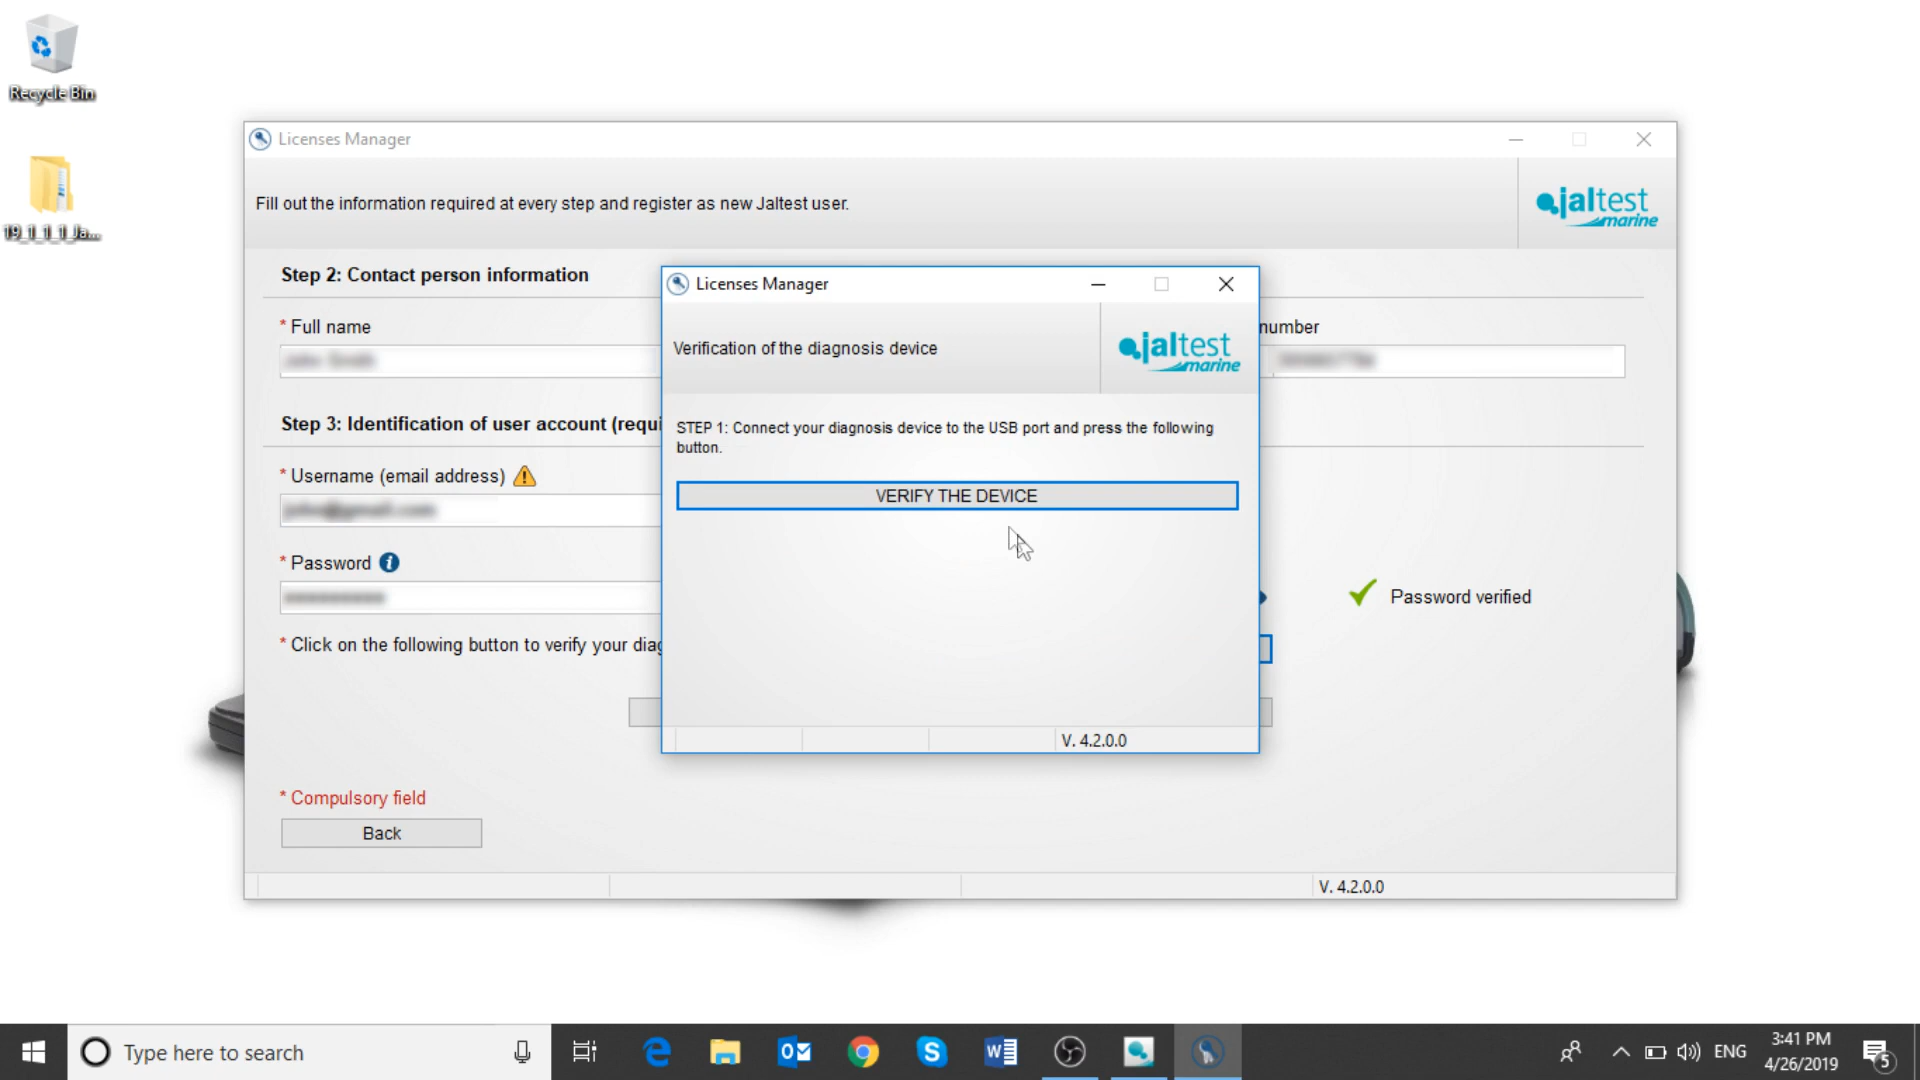 Recycle Bin
19_1_1_1_Ja...
Licenses Manager
Fill out the information required at every step and register as new Jaltest user.
jaltest
marine
Step 2: Contact person information
* Full name
number
Step 3: Identification of user account (requi
* Username (email address)
* Password
Password verified
* Click on the following button to verify your diag
* Compulsory field
Back
V. 4.2.0.0
Licenses Manager
Verification of the diagnosis device
jaltest
marine
STEP 1: Connect your diagnosis device to the USB port and press the following
button.
VERIFY THE DEVICE
V. 4.2.0.0
Type here to search
ENG
3:41 PM
4/26/2019
5